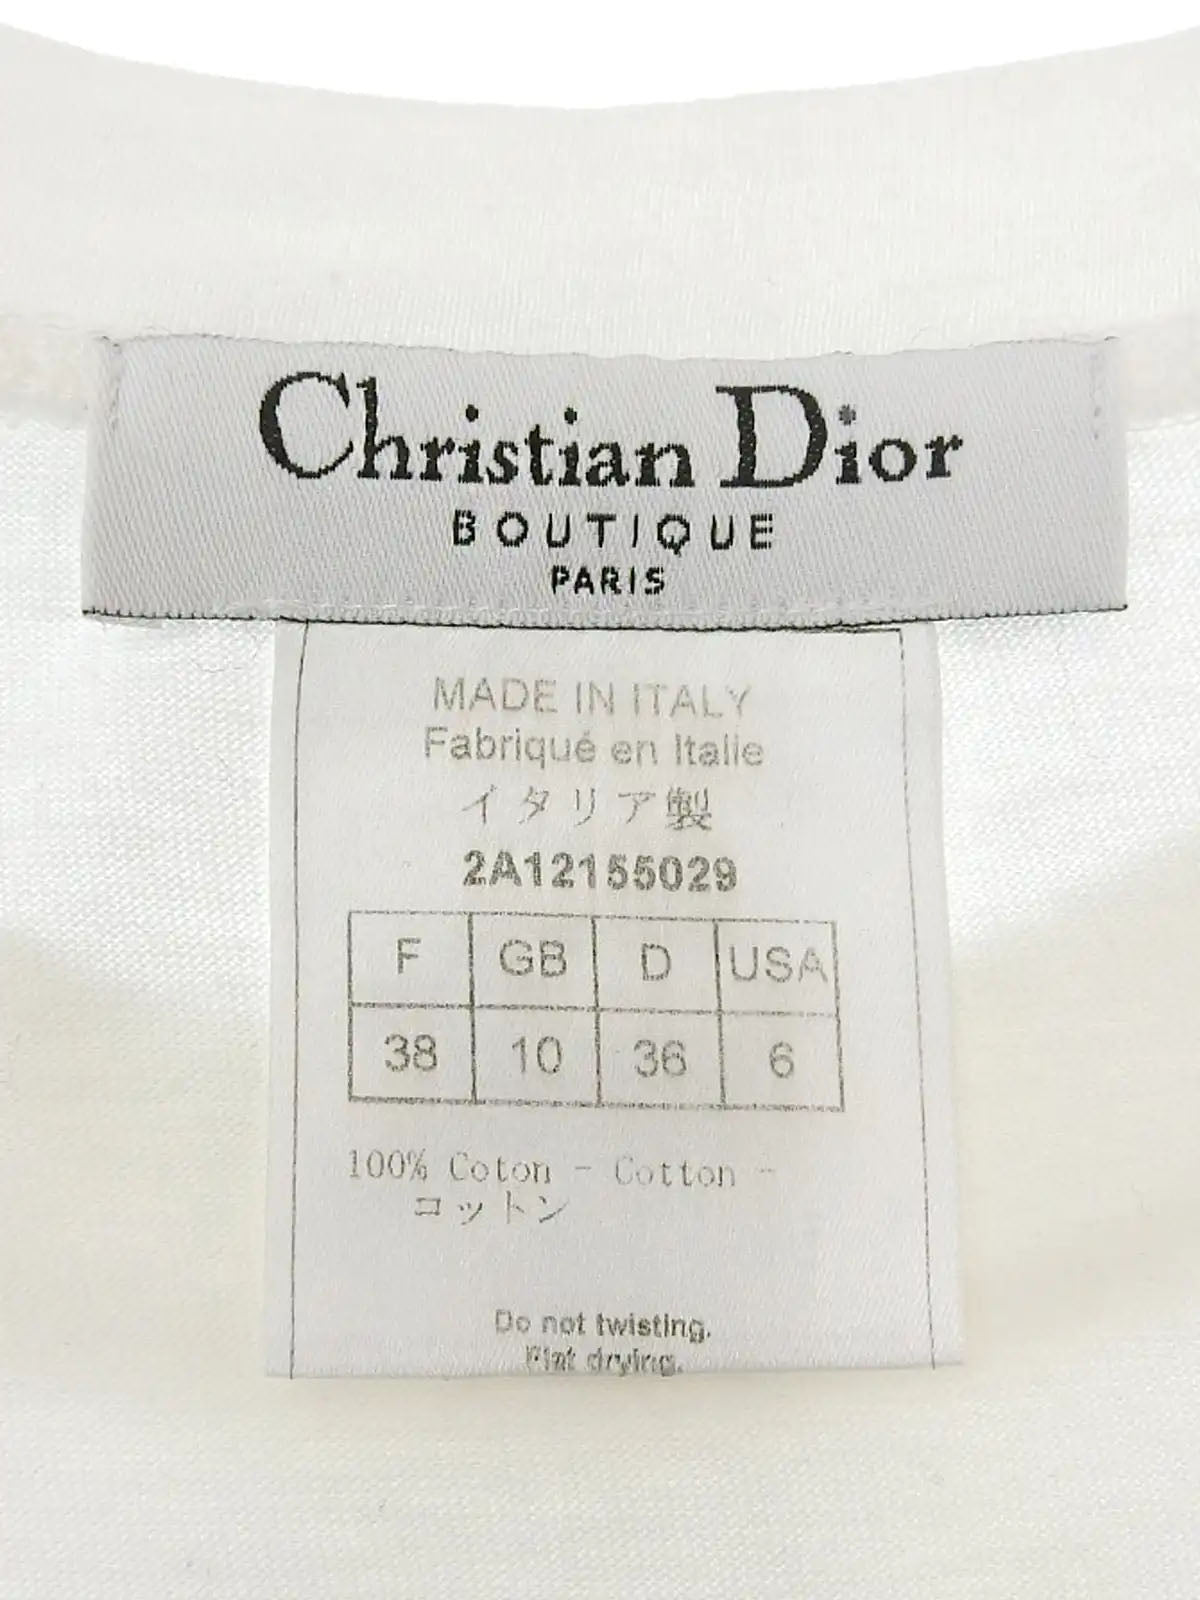 Christian Dior
BOUTIQUE
PARIS
MADE IN ITALY
Fabriqué en Italie
イタリア製
2A12155029
F GB D USA
38 10 36 6
100% Coton - Cotton -
コットン
Do not twisting.
Flat drying.